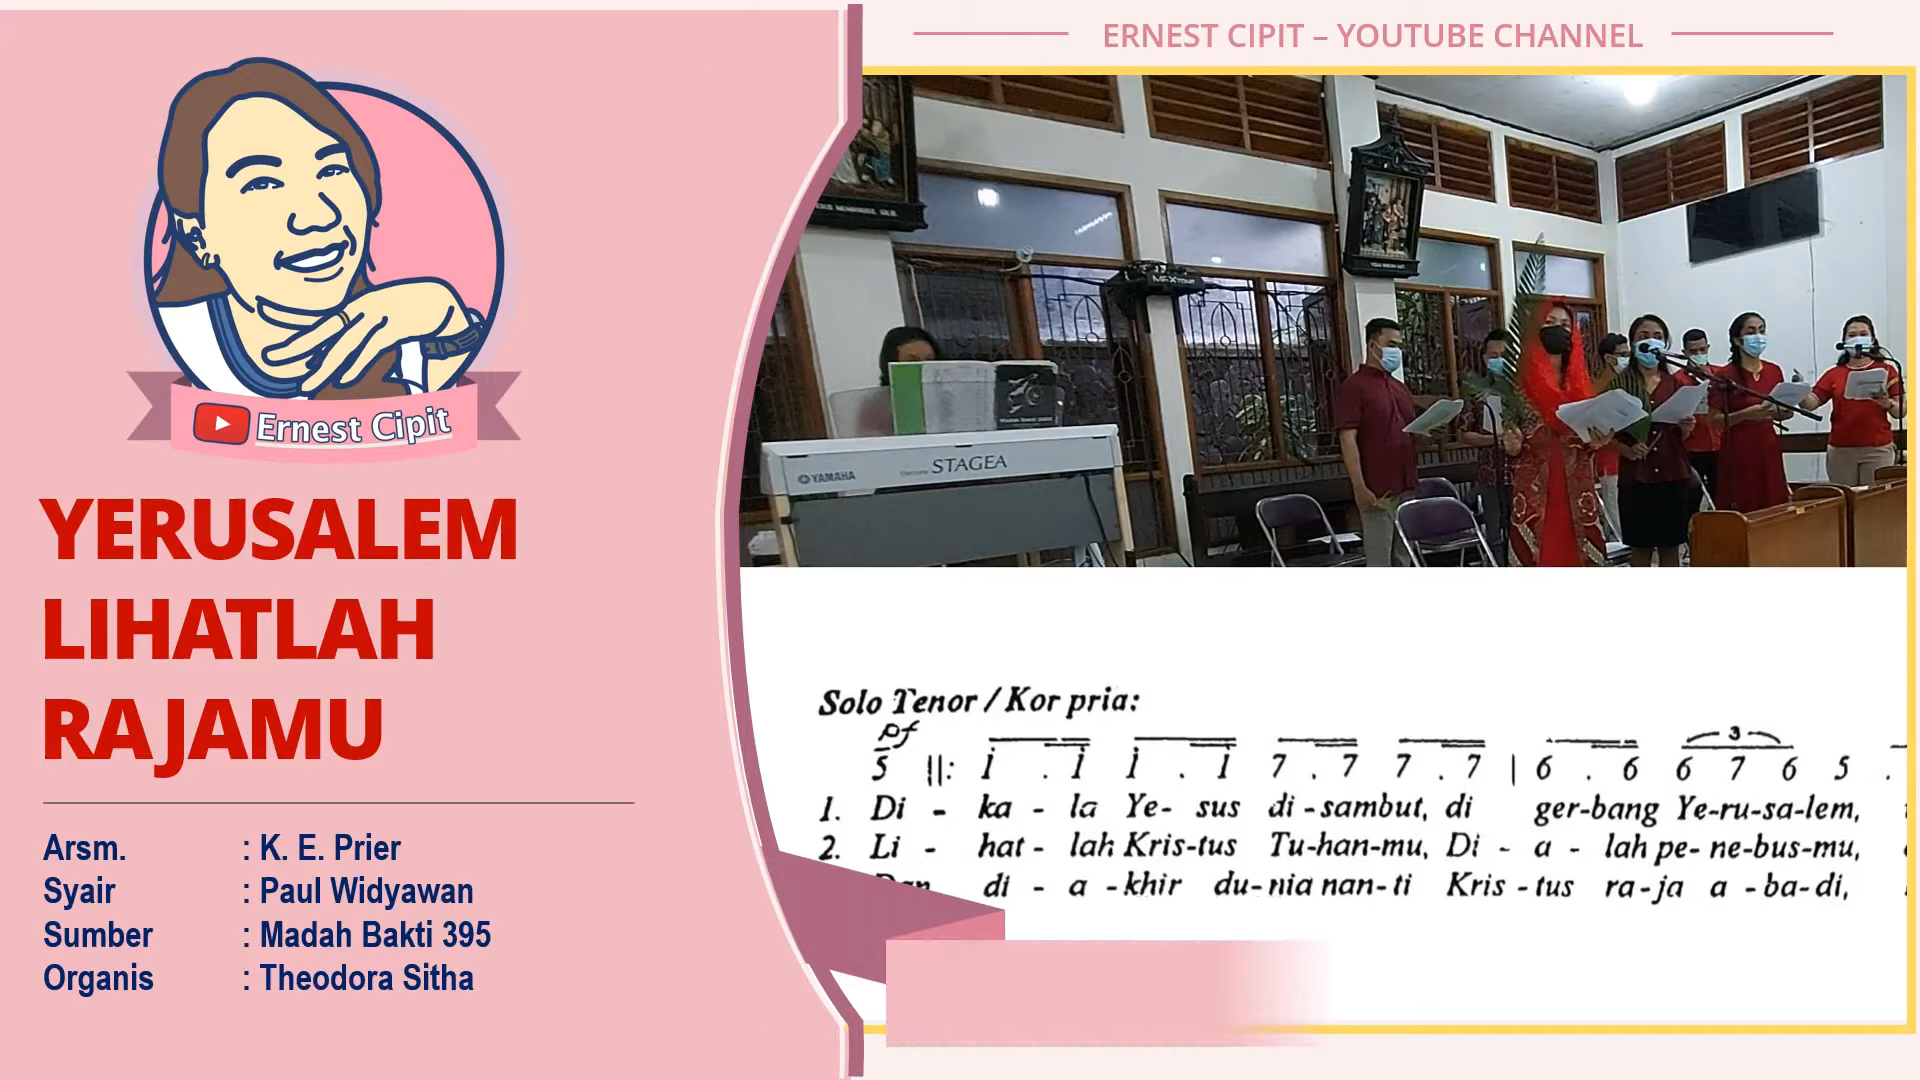 ERNEST CIPIT – YOUTUBE CHANNEL
Ernest Cipit
YERUSALEM
LIHATLAH
RAJAMU
Arsm. : K. E. Prier
Syair : Paul Widyawan
Sumber : Madah Bakti 395
Organis : Theodora Sitha
MEXTONE
YAMAHA
STAGEA
Solo Tenor / Kor pria:
pf
3
5 ||: 1 . 1 1 . 1 7 . 7 7 . 7 | 6 . 6 6 7 6 5 .
1. Di - ka - la Ye- sus di - sambut, di ger-bang Ye-ru-sa-lem,
2. Li - hat - lah Kris-tus Tu-han-mu, Di - a - lah pe- ne-bus-mu,
Dan di - a - khir du- nia nan- ti Kris - tus ra - ja a - ba- di,